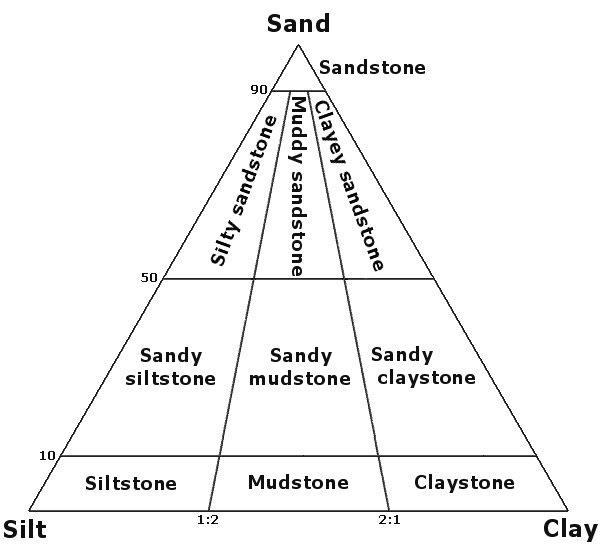 Sand
Sandstone
90
Silty sandstone
Muddy sandstone
Clayey sandstone
50
Sandy
siltstone
Sandy
mudstone
Sandy
claystone
10
Siltstone
Mudstone
Claystone
Silt
1:2
2:1
Clay